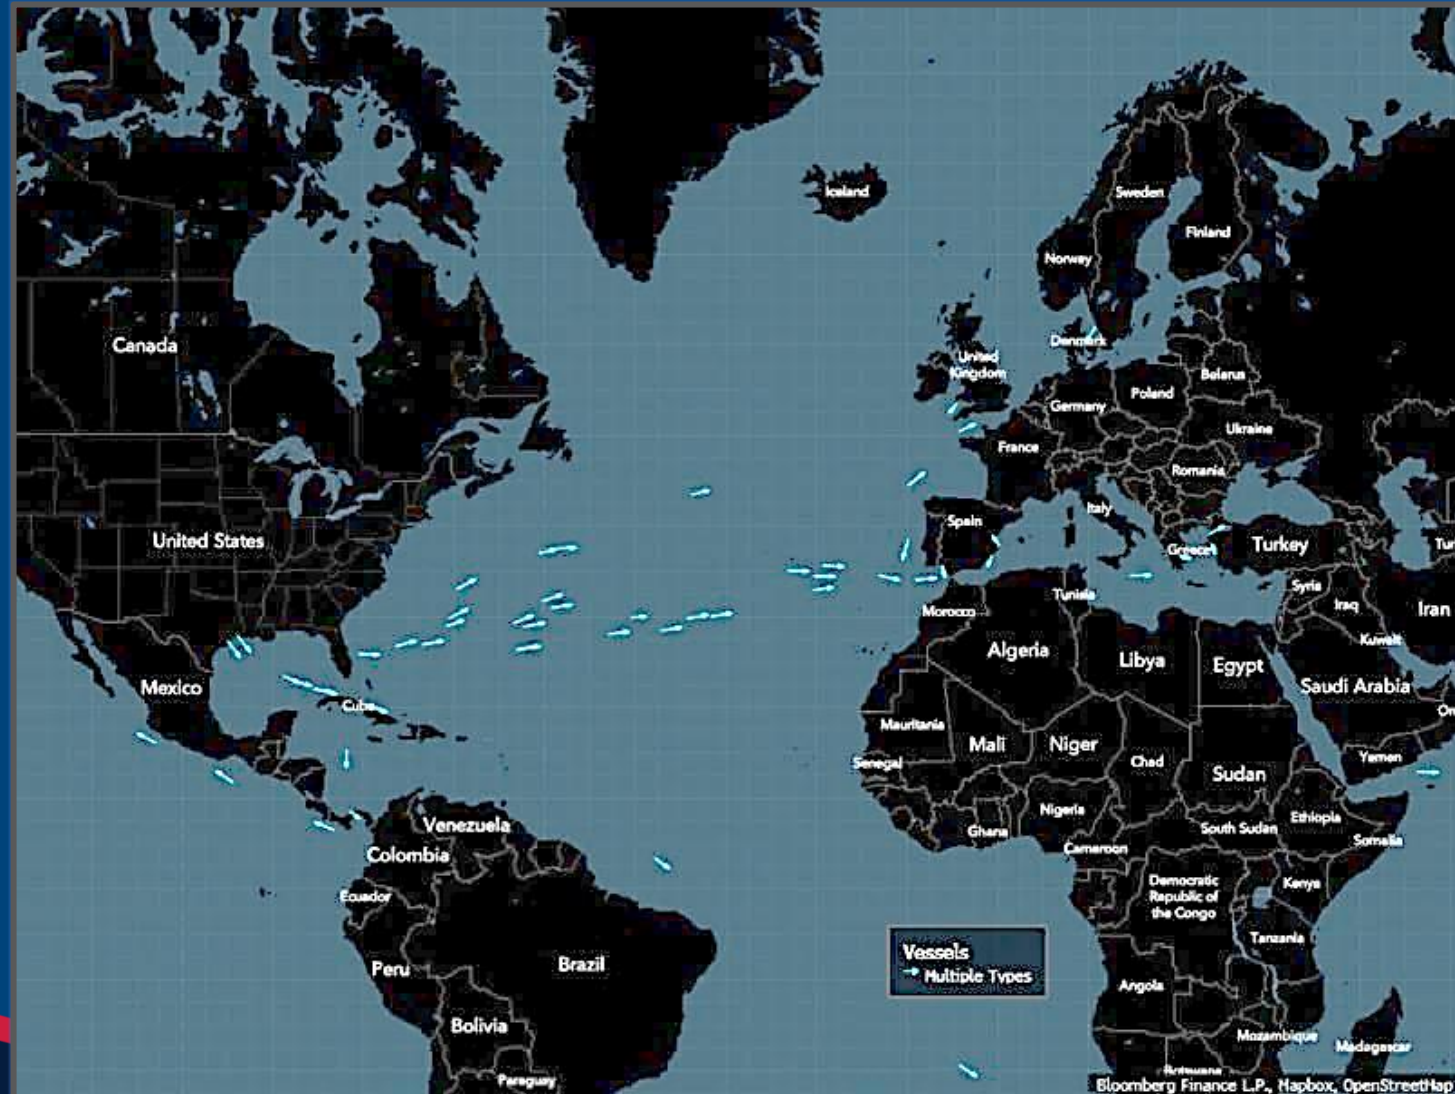 Iceland
Sweden
Finland
Norway
Canada
Denmark
United
Kingdom
Belarus
Poland
Germany
Ukraine
France
Romania
Italy
Spain
United States
Greece
Turkey
Tur
Syria
Tunisia
Iraq
Morocco
Iran
Kuwait
Algeria
Libya
Egypt
Mexico
Saudi Arabia
Cuba
On
Mauritania
Mali
Niger
Yemen
Senegal
Chad
Sudan
Nigeria
Ethiopia
Venezuela
Ghana
South Sudan
Somalia
Cameroon
Colombia
Democratic
Republic of
the Congo
Kenya
Ecuador
Tanzania
Vessels
Multiple Types
Brazil
Peru
Angola
Bolivia
Mozambique
Madagascar
Botswana
Paraguay
Bloomberg Finance L.P., Mapbox, OpenStreetMap